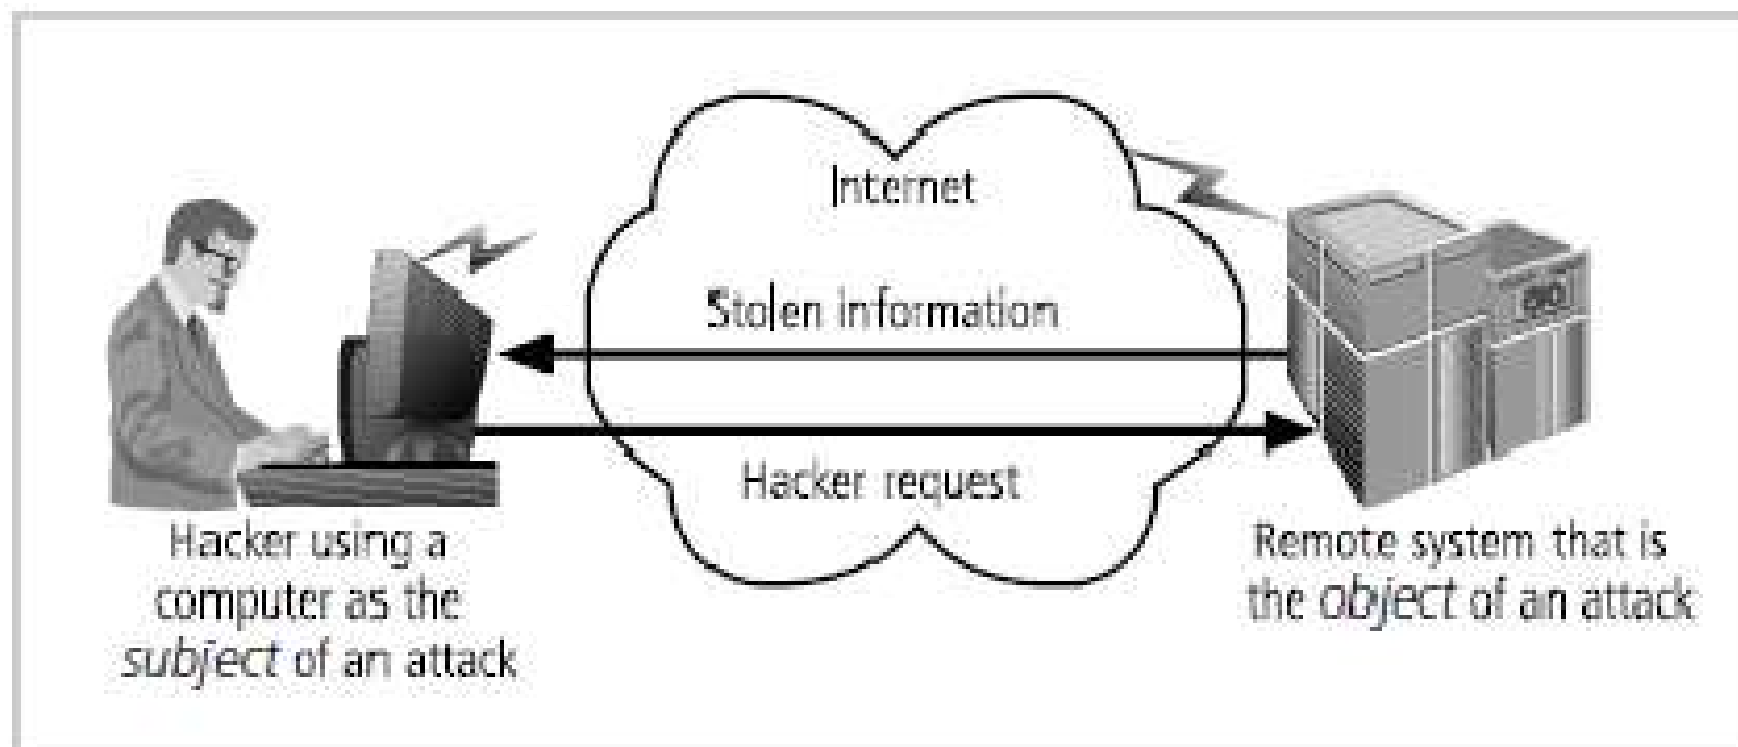 Internet
Stolen information
Hacker request
Hacker using a
computer as the
subject of an attack
Remote system that is
the object of an attack